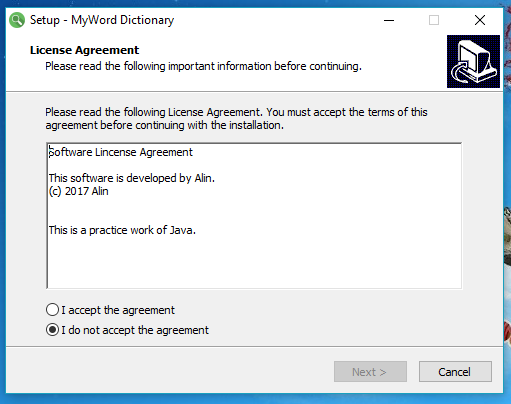 Setup - MyWord Dictionary
License Agreement
Please read the following important information before continuing.
Please read the following License Agreement. You must accept the terms of this
agreement before continuing with the installation.
Software Lincense Agreement
This software is developed by Alin.
(c) 2017 Alin
This is a practice work of Java.
I accept the agreement
I do not accept the agreement
Next >
Cancel